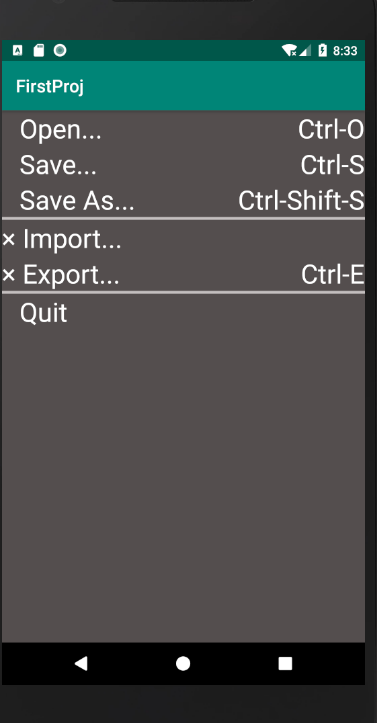 8:33
FirstProj
Open... Ctrl-O
Save... Ctrl-S
Save As... Ctrl-Shift-S
× Import...
× Export... Ctrl-E
Quit